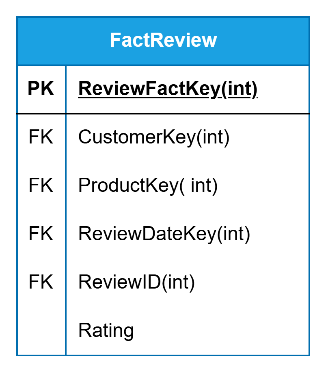 FactReview
PK ReviewFactKey(int)
FK CustomerKey(int)
FK ProductKey( int)
FK ReviewDateKey(int)
FK ReviewID(int)
Rating